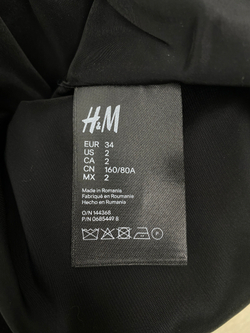 H&M
EUR 34
US 2
CA 2
CN 160/80A
MX 2
Made in Romania
Fabriqué en Roumanie
Hecho en Rumanía
O/N 144368
P/N 0685449 8